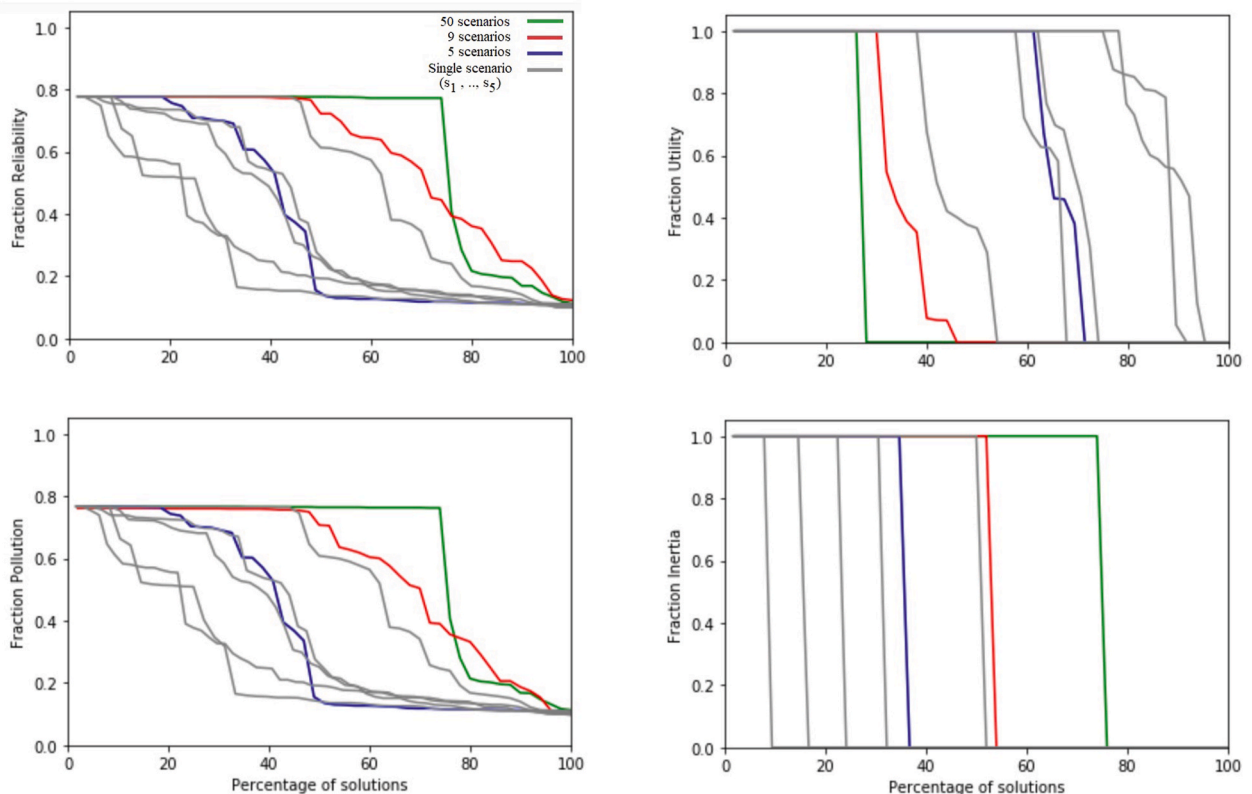 50 scenarios
9 scenarios
5 scenarios
Single scenario
(s1 , .., s5)
Fraction Reliability
1.0
0.8
0.6
0.4
0.2
0.0
0 20 40 60 80 100
Fraction Utility
1.0
0.8
0.6
0.4
0.2
0.0
0 20 40 60 80 100
Fraction Pollution
1.0
0.8
0.6
0.4
0.2
0.0
0 20 40 60 80 100
Percentage of solutions
Fraction Inertia
1.0
0.8
0.6
0.4
0.2
0.0
0 20 40 60 80 100
Percentage of solutions